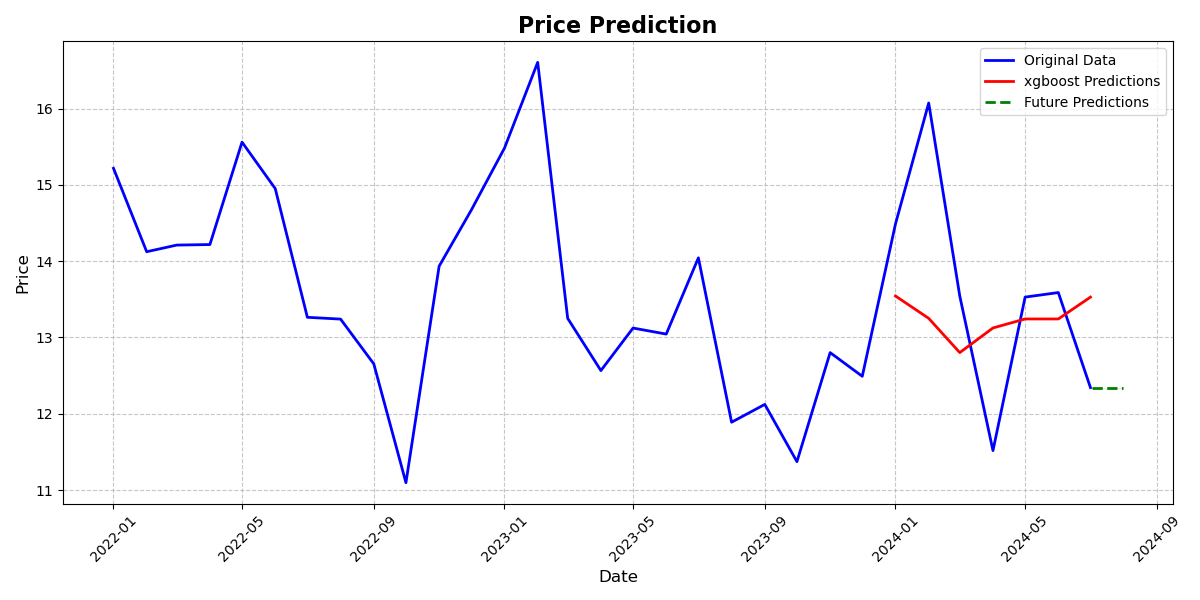 Price Prediction
Original Data
xgboost Predictions
Future Predictions
Price
16
15
14
13
12
11
2022-01
2022-05
2022-09
2023-01
2023-05
2023-09
2024-01
2024-05
2024-09
Date